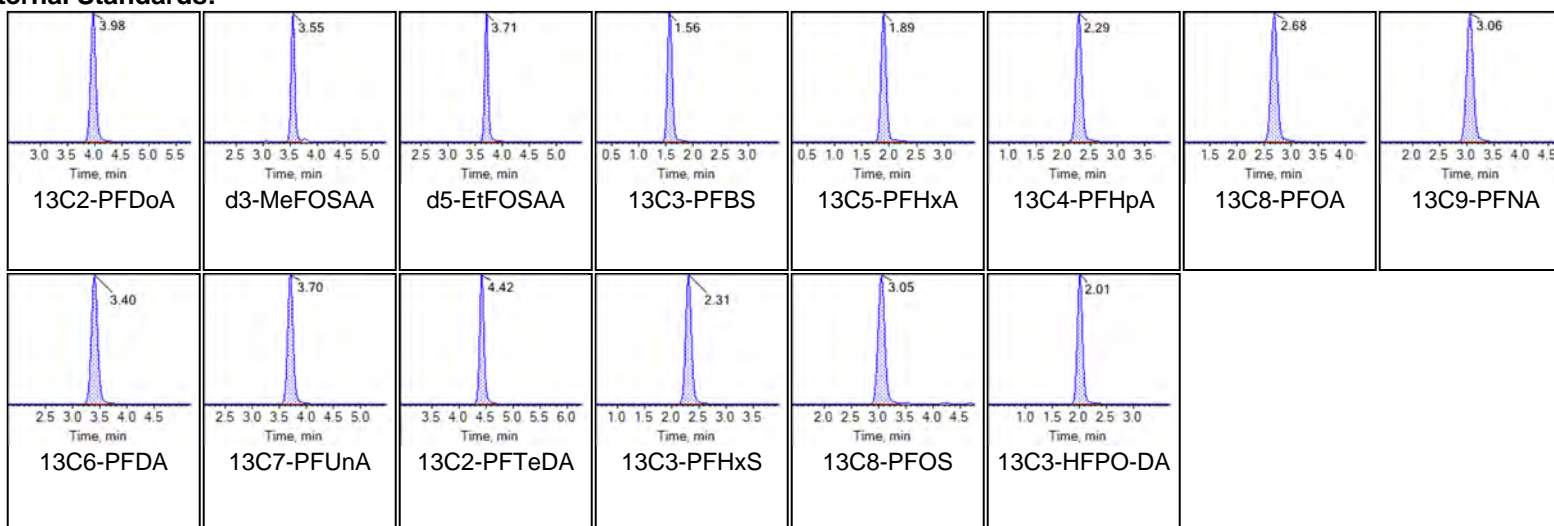 ternal Standards:
3.98 3.55 3.71 1.56 1.89 2.29 2.68 3.06
3.0 3.5 4.0 4.5 5.0 5.5 2.5 3.0 3.5 4.0 4.5 5.0 2.5 3.0 3.5 4.0 4.5 5.0 0.5 1.0 1.5 2.0 2.5 3.0 0.5 1.0 1.5 2.0 2.5 3.0 1.0 1.5 2.0 2.5 3.0 3.5 1.5 2.0 2.5 3.0 3.5 4.0 2.0 2.5 3.0 3.5 4.0 4.5
Time, min Time, min Time, min Time, min Time, min Time, min Time, min Time, min
13C2-PFDoA d3-MeFOSAA d5-EtFOSAA 13C3-PFBS 13C5-PFHxA 13C4-PFHpA 13C8-PFOA 13C9-PFNA
3.40 3.70 4.42 2.31 3.05 2.01
2.5 3.0 3.5 4.0 4.5 2.5 3.0 3.5 4.0 4.5 5.0 3.5 4.0 4.5 5.0 5.5 6.0 1.0 1.5 2.0 2.5 3.0 3.5 2.0 2.5 3.0 3.5 4.0 4.5 1.0 1.5 2.0 2.5 3.0
Time, min Time, min Time, min Time, min Time, min Time, min
13C6-PFDA 13C7-PFUnA 13C2-PFTeDA 13C3-PFHxS 13C8-PFOS 13C3-HFPO-DA